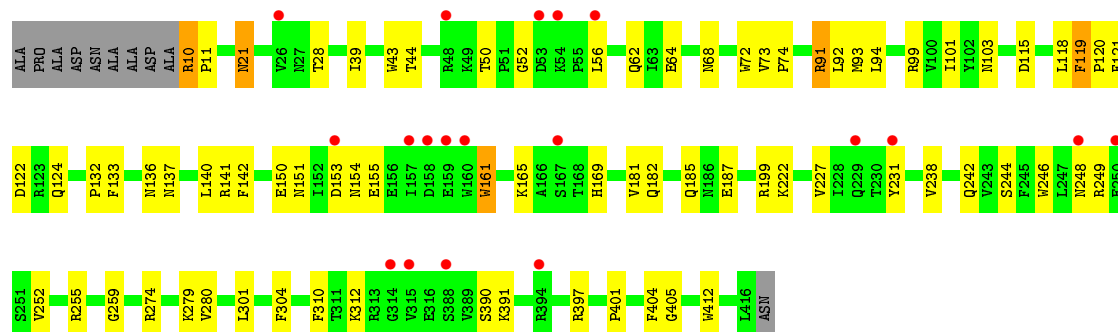 ALA PRO ALA ASP ASN ALA ALA ASP ALA R10 P11 N21 V26 N27 T28 I39 W43 T44 R48 K49 T50 P51 G52 D53 K54 P55 L56 Q62 I63 E64 N68 W72 V73 P74 R91 L92 M93 L94 R99 V100 I101 Y102 N103 D115 L118 F119 P120 E121
D122 R123 Q124 P132 F133 N136 N137 L140 R141 F142 E150 N151 I152 D153 N154 E155 E156 I157 D158 E159 W160 W161 K165 A166 S167 T168 H169 V181 Q182 Q185 N186 E187 R199 K222 V227 I228 Q229 T230 Y231 V238 Q242 V243 S244 F245 W246 L247 N248 R249 E250
S251 V252 R255 G259 R274 K279 V280 L301 F304 F310 T311 K312 R313 G314 V315 E316 S388 V389 S390 K391 R394 R397 P401 F404 G405 W412 L416 ASN